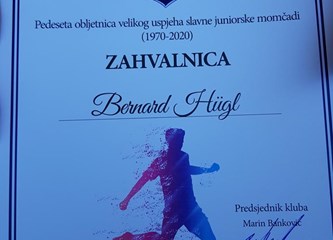 Pedeseta obljetnica velikog uspjeha slavne juniorske momčadi
(1970-2020)
ZAHVALNICA
Bernard Hügl
Predsjednik kluba
Marin Banković